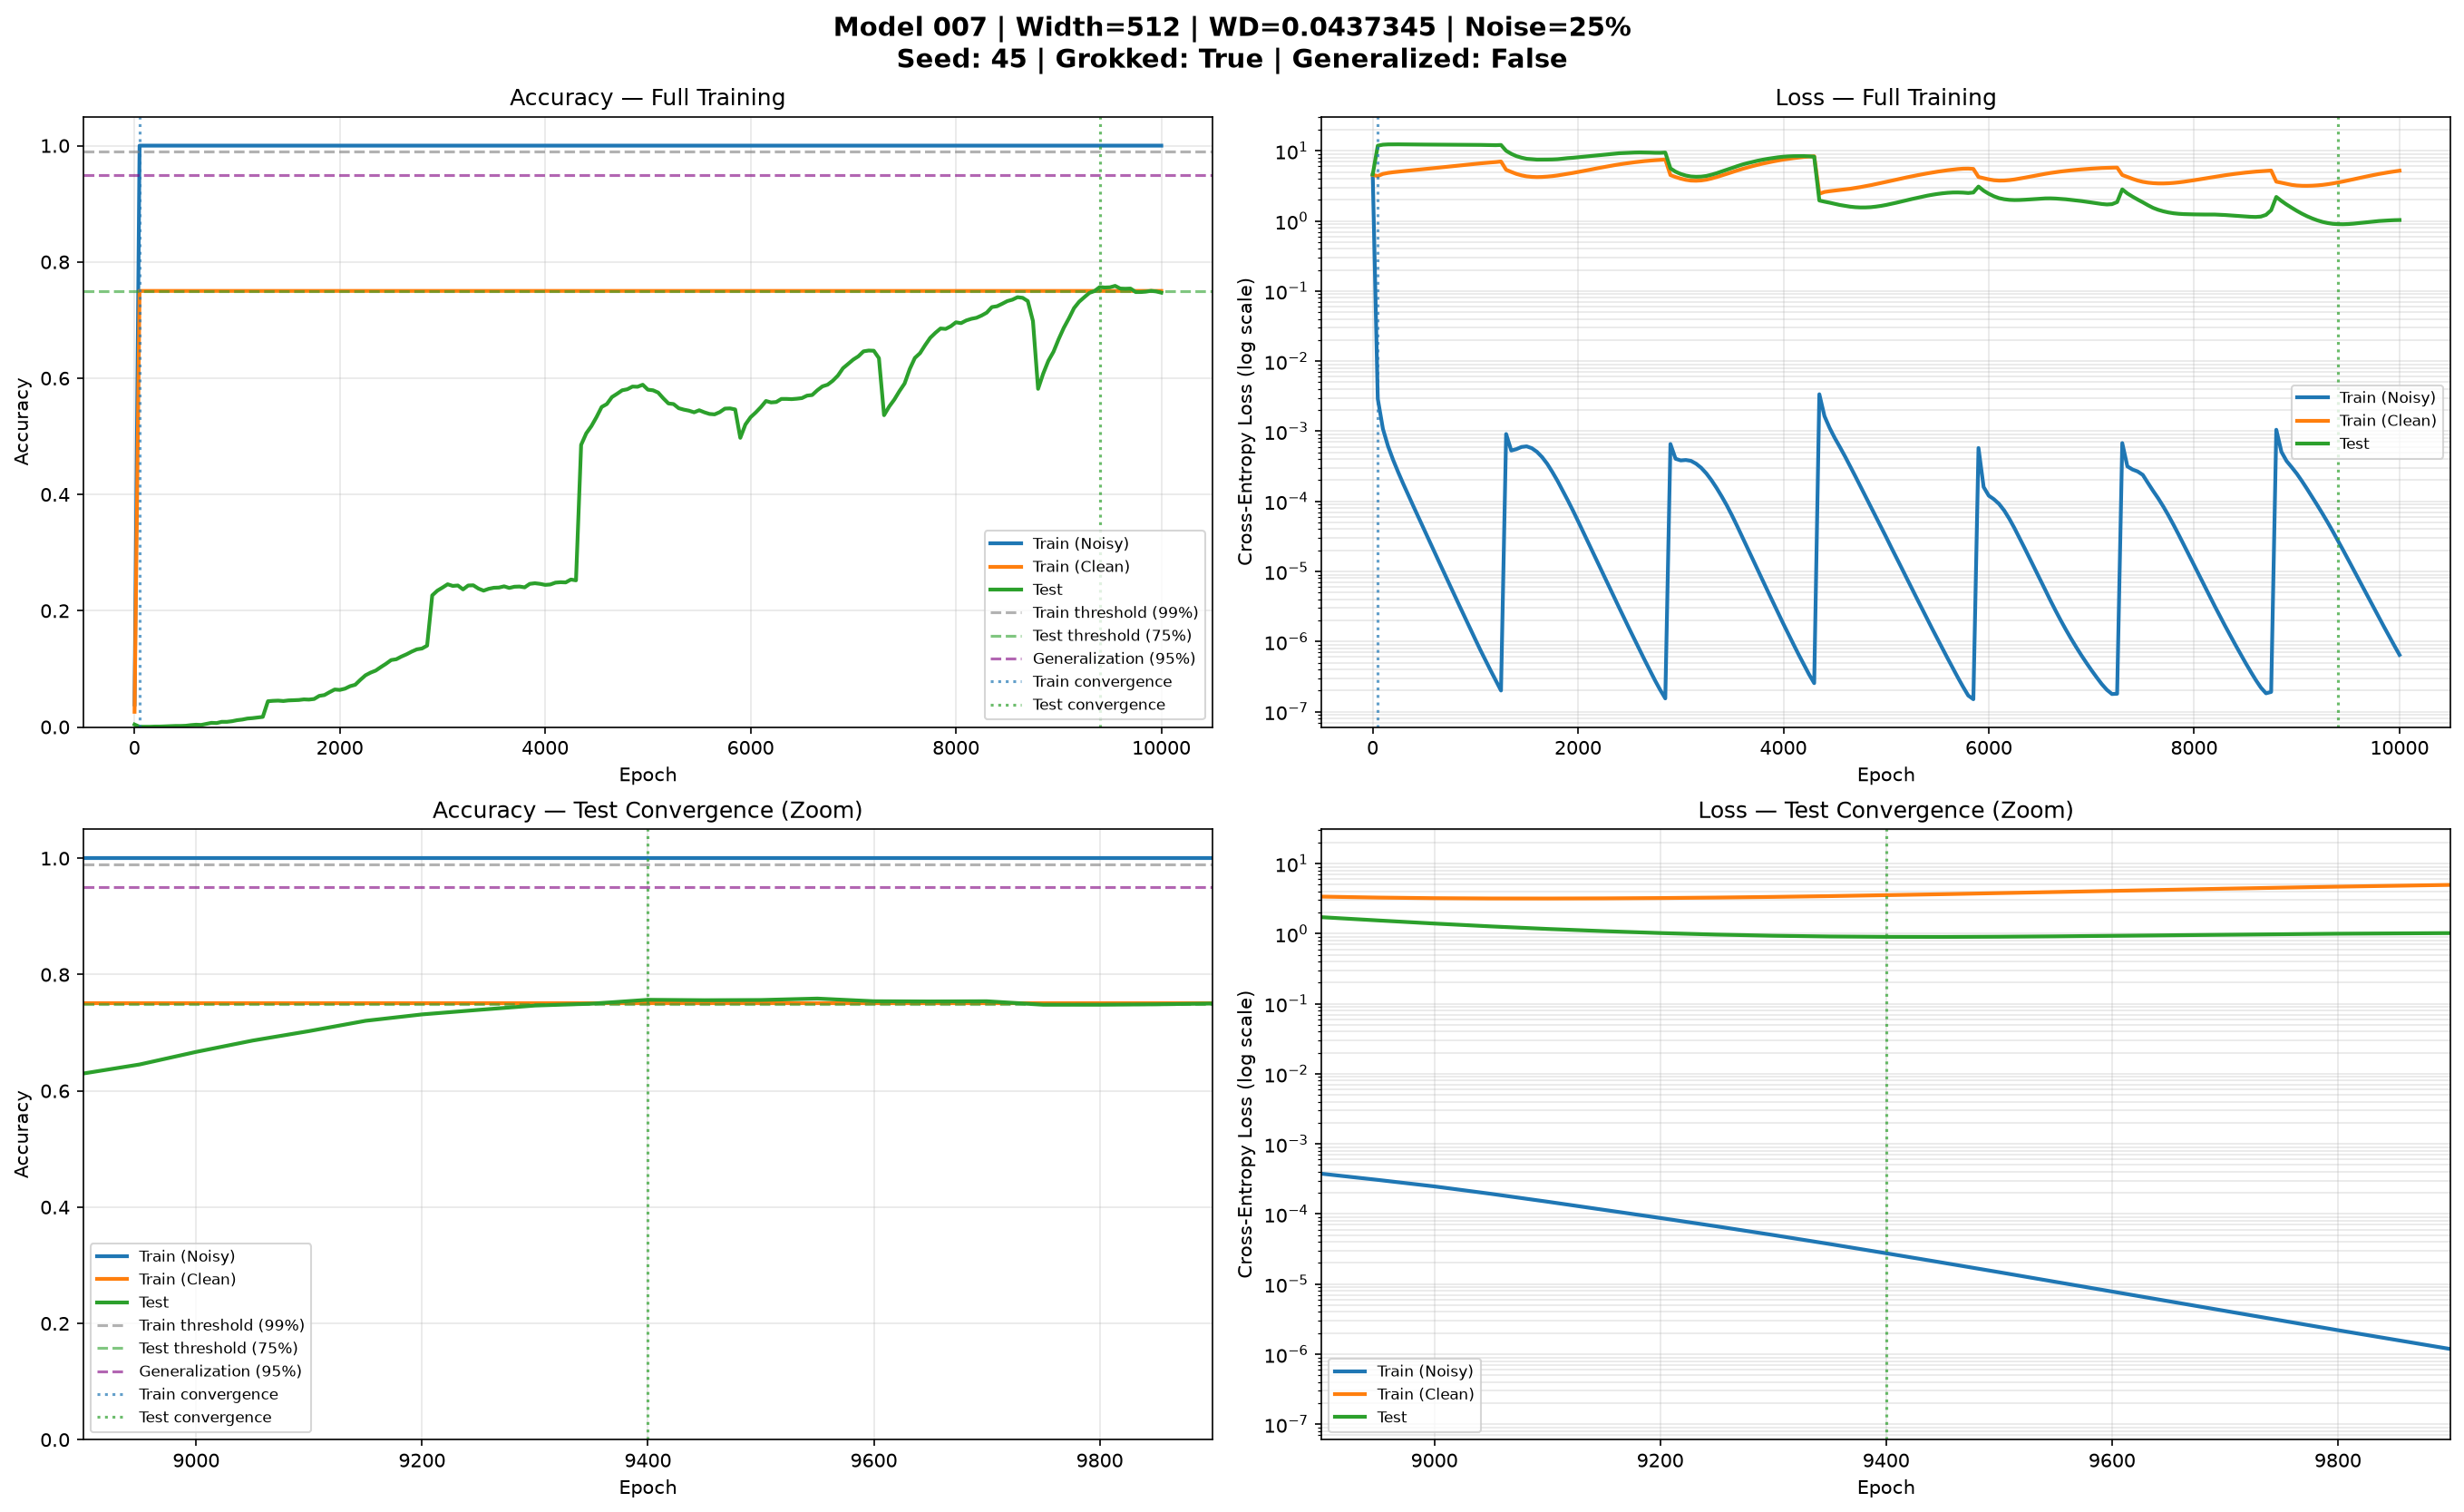 Model 007 | Width=512 | WD=0.0437345 | Noise=25%
Seed: 45 | Grokked: True | Generalized: False
Accuracy — Full Training
Accuracy
1.0
0.8
0.6
0.4
0.2
0.0
Train (Noisy)
Train (Clean)
Test
Train threshold (99%)
Test threshold (75%)
Generalization (95%)
Train convergence
Test convergence
0 2000 4000 6000 8000 10000
Epoch
Loss — Full Training
Cross-Entropy Loss (log scale)
10¹
10⁰
10⁻¹
10⁻²
10⁻³
10⁻⁴
10⁻⁵
10⁻⁶
10⁻⁷
Train (Noisy)
Train (Clean)
Test
0 2000 4000 6000 8000 10000
Epoch
Accuracy — Test Convergence (Zoom)
Accuracy
1.0
0.8
0.6
0.4
0.2
0.0
Train (Noisy)
Train (Clean)
Test
Train threshold (99%)
Test threshold (75%)
Generalization (95%)
Train convergence
Test convergence
9000 9200 9400 9600 9800
Epoch
Loss — Test Convergence (Zoom)
Cross-Entropy Loss (log scale)
10¹
10⁰
10⁻¹
10⁻²
10⁻³
10⁻⁴
10⁻⁵
10⁻⁶
10⁻⁷
Train (Noisy)
Train (Clean)
Test
9000 9200 9400 9600 9800
Epoch